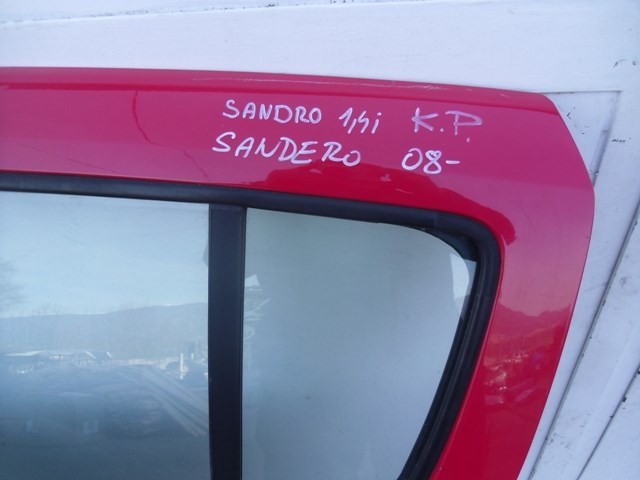 SANDRO 1,4i K.P.
SANDERO 08-